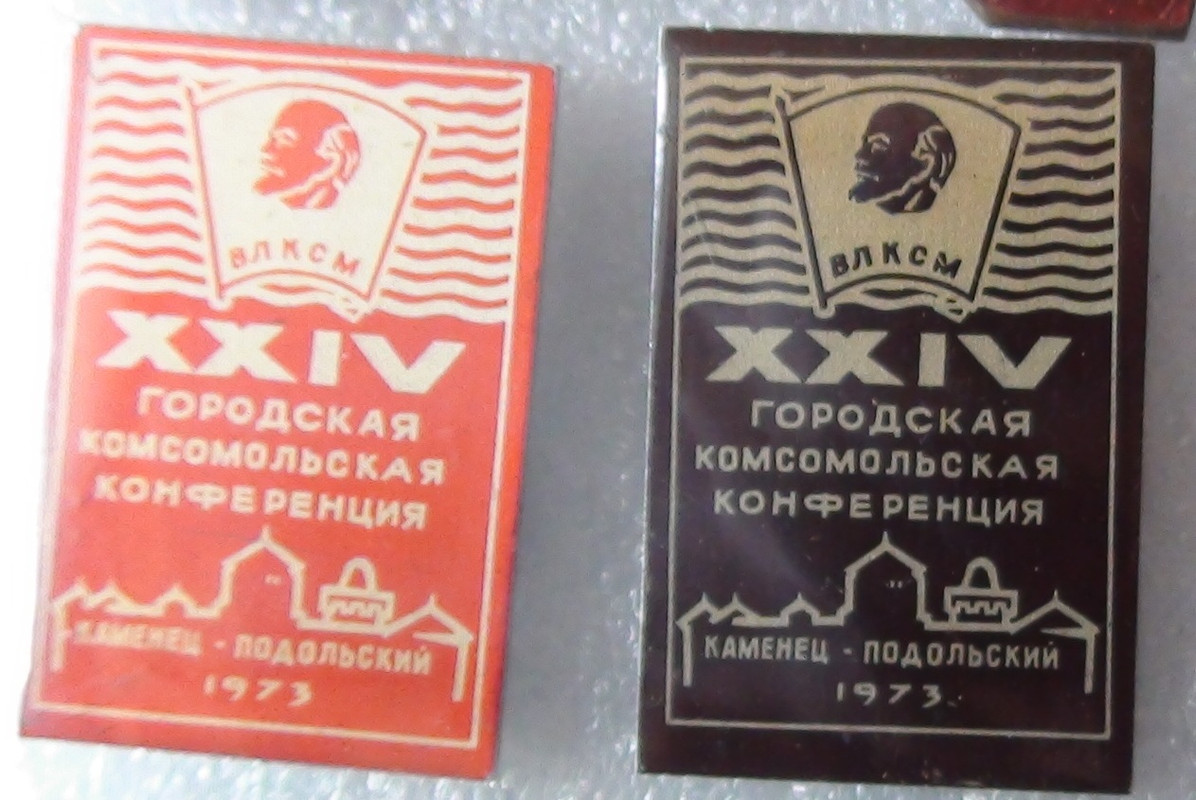 ВЛКСМ
XXIV
ГОРОДСКАЯ
КОМСОМОЛЬСКАЯ
КОНФЕРЕНЦИЯ
КАМЕНЕЦ - ПОДОЛЬСКИЙ
1973
ВЛКСМ
XXIV
ГОРОДСКАЯ
КОМСОМОЛЬСКАЯ
КОНФЕРЕНЦИЯ
КАМЕНЕЦ - ПОДОЛЬСКИЙ
1973